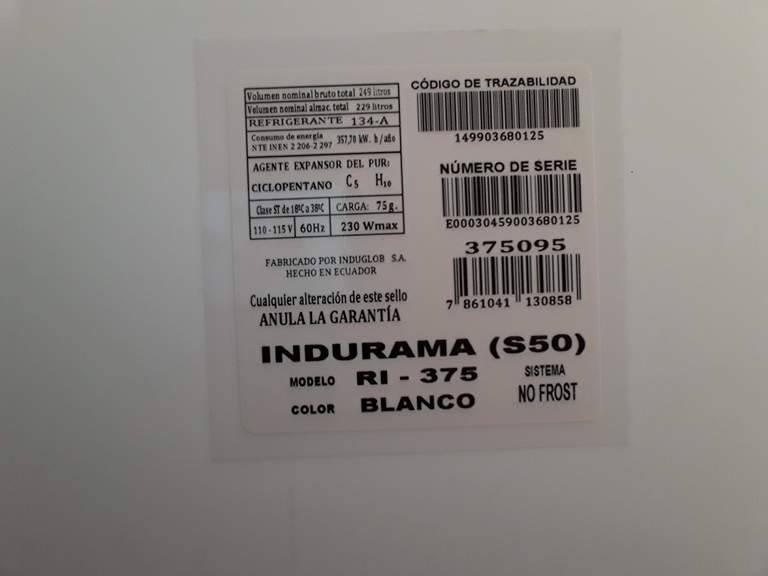 Volumen nominal bruto total 249 litros
Volumen nominal almac. total 229 litros
REFRIGERANTE 134-A
Consumo de energía
NTE INEN 2 206-2 297 357,70 kW. h/año
AGENTE EXPANSOR DEL PUR:
CICLOPENTANO C5 H10
Clase ST de 18ºC a 38ºC CARGA: 75 g.
110 - 115 V 60Hz 230 Wmax
FABRICADO POR INDUGLOB S.A.
HECHO EN ECUADOR
Cualquier alteración de este sello
ANULA LA GARANTÍA
CÓDIGO DE TRAZABILIDAD
149903680125
NÚMERO DE SERIE
E00030459003680125
375095
7 861041 130858
INDURAMA (S50)
MODELO RI - 375
COLOR BLANCO
SISTEMA
NO FROST